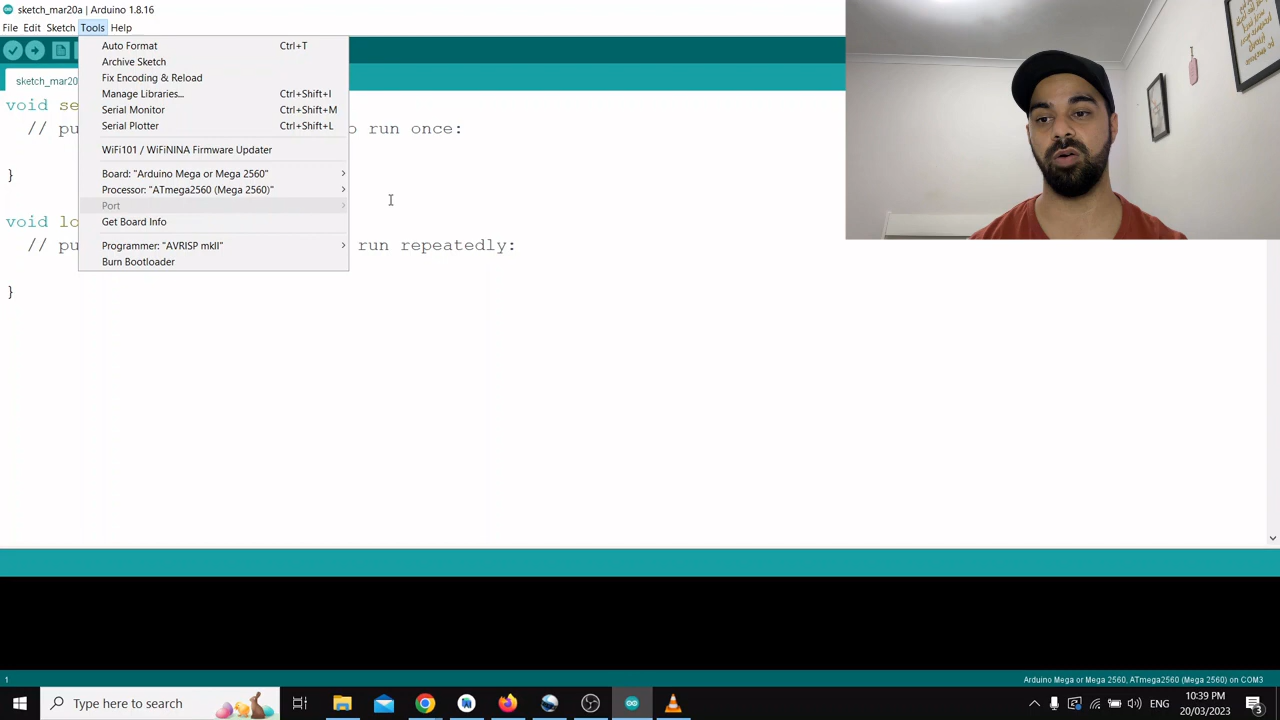 sketch_mar20a | Arduino 1.8.16
File Edit Sketch Tools Help
Auto Format Ctrl+T
Archive Sketch
Fix Encoding & Reload
Manage Libraries... Ctrl+Shift+I
Serial Monitor Ctrl+Shift+M
Serial Plotter Ctrl+Shift+L
WiFi101 / WiFiNINA Firmware Updater
Board: "Arduino Mega or Mega 2560"
Processor: "ATmega2560 (Mega 2560)"
Port
Get Board Info
Programmer: "AVRISP mkII"
Burn Bootloader
sketch_mar20
void se
// pu o run once:
}
void lo
// pu run repeatedly:
}
1
Arduino Mega or Mega 2560, ATmega2560 (Mega 2560) on COM3
Type here to search
ENG
10:39 PM
20/03/2023
3